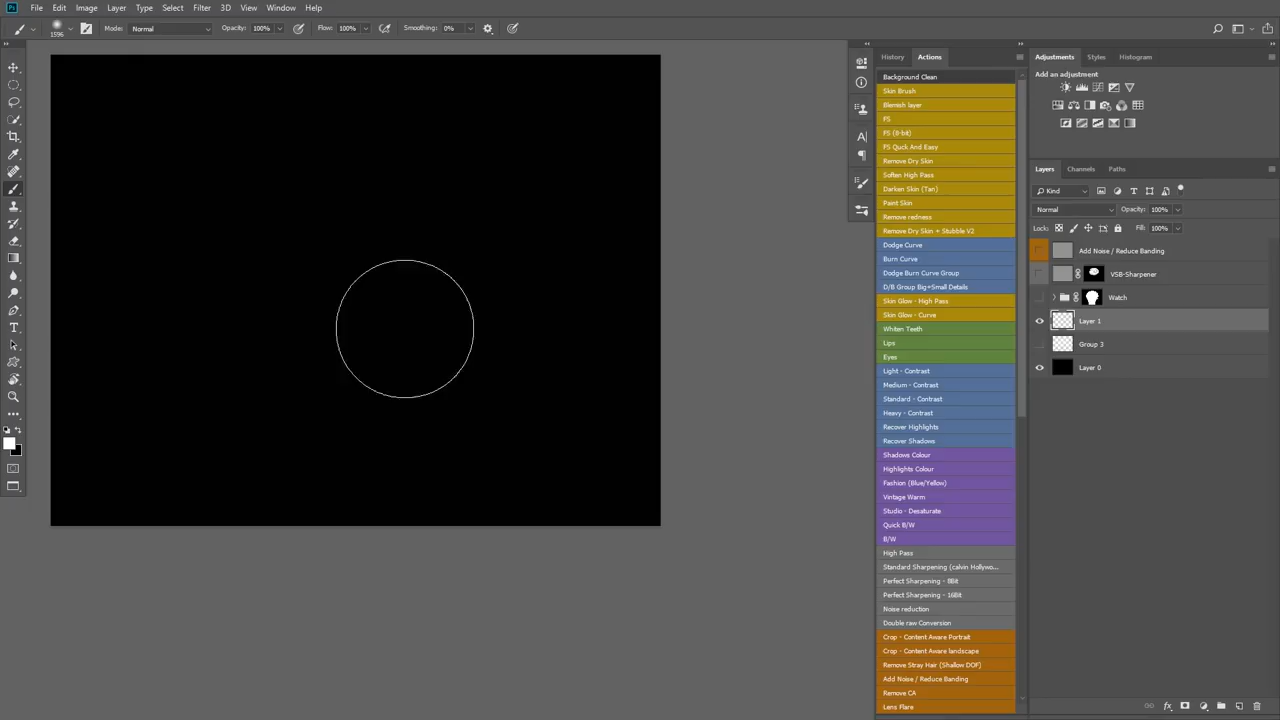 Ps File Edit Image Layer Type Select Filter 3D View Window Help
1596 Mode: Normal Opacity: 100% Flow: 100% Smoothing: 0%
History Actions
Background Clean
Skin Brush
Blemish layer
FS
FS (8-bit)
FS Quck And Easy
Remove Dry Skin
Soften High Pass
Darken Skin (Tan)
Paint Skin
Remove redness
Remove Dry Skin + Stubble V2
Dodge Curve
Burn Curve
Dodge Burn Curve Group
D/B Group Big+Small Details
Skin Glow - High Pass
Skin Glow - Curve
Whiten Teeth
Lips
Eyes
Light - Contrast
Medium - Contrast
Standard - Contrast
Heavy - Contrast
Recover Highlights
Recover Shadows
Shadows Colour
Highlights Colour
Fashion (Blue/Yellow)
Vintage Warm
Studio - Desaturate
Quick B/W
B/W
High Pass
Standard Sharpening (calvin Hollywo...
Perfect Sharpening - 8Bit
Perfect Sharpening - 16Bit
Noise reduction
Double raw Conversion
Crop - Content Aware Portrait
Crop - Content Aware landscape
Remove Stray Hair (Shallow DOF)
Add Noise / Reduce Banding
Remove CA
Lens Flare
Adjustments Styles Histogram
Add an adjustment
Layers Channels Paths
Kind
Normal Opacity: 100%
Lock: Fill: 100%
Add Noise / Reduce Banding
VSB-Sharpener
Watch
Layer 1
Group 3
Layer 0